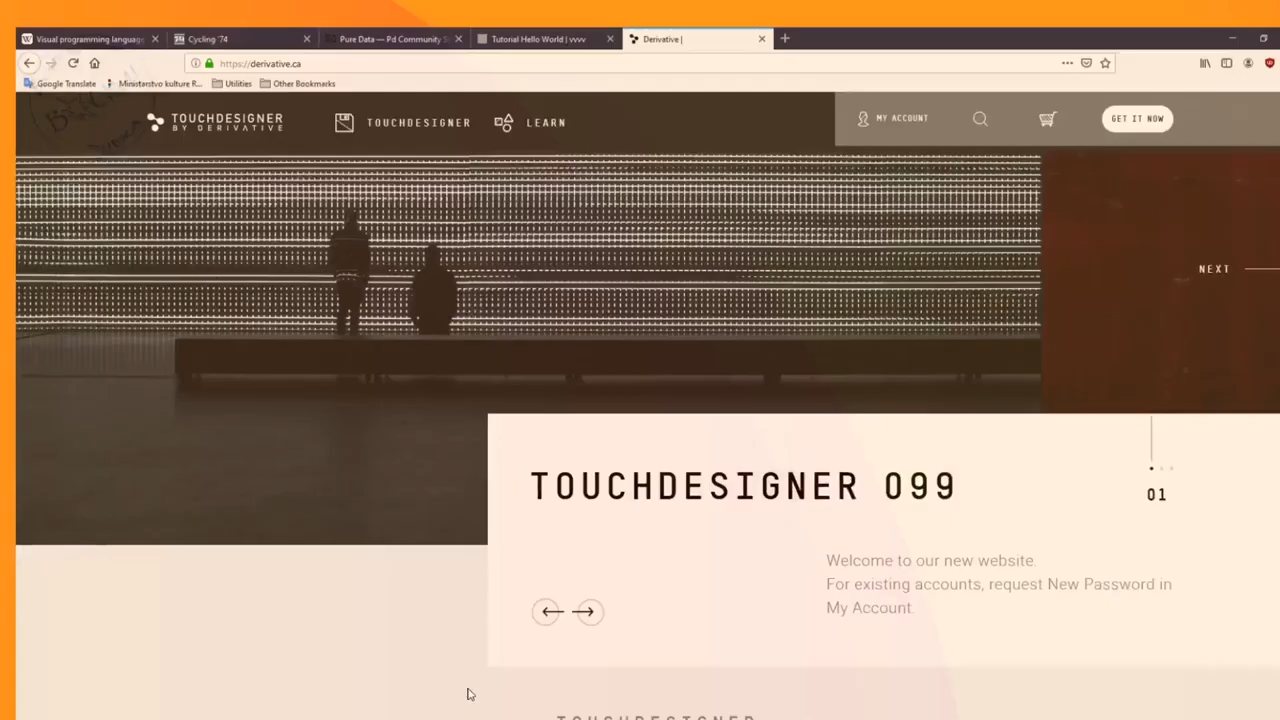 Visual programming languag
Cycling '74
Pure Data — Pd Community S
Tutorial Hello World | vvvv
Derivative |
https://derivative.ca
Google Translate
Ministarstvo kulture R...
Utilities
Other Bookmarks
TOUCHDESIGNER
BY DERIVATIVE
TOUCHDESIGNER
LEARN
MY ACCOUNT
GET IT NOW
NEXT
TOUCHDESIGNER 099
01
Welcome to our new website.
For existing accounts, request New Password in
My Account.
TOUCHDESIGNER